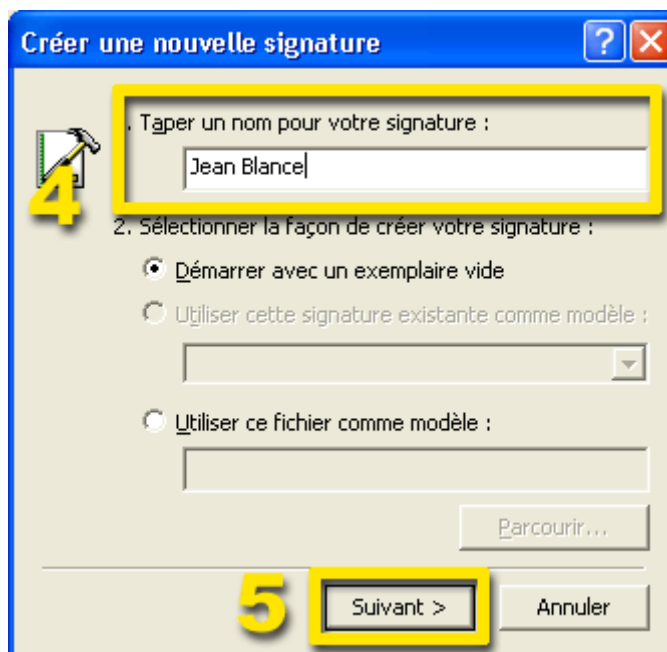 Créer une nouvelle signature
. Taper un nom pour votre signature :
Jean Blance
4
2. Sélectionner la façon de créer votre signature :
Démarrer avec un exemplaire vide
Utiliser cette signature existante comme modèle :
Utiliser ce fichier comme modèle :
Parcourir...
5
Suivant >
Annuler